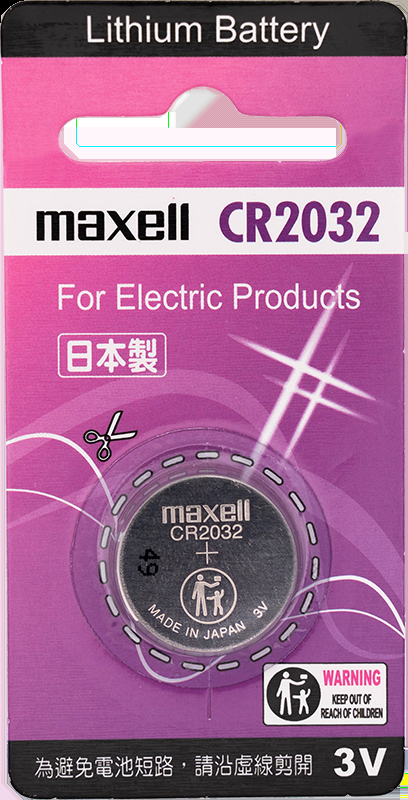 Lithium Battery
maxell CR2032
For Electric Products
日本製
maxell
CR2032
+
49
MADE IN JAPAN 3V
WARNING
KEEP OUT OF
REACH OF CHILDREN
為避免電池短路，請沿虛線剪開 3V